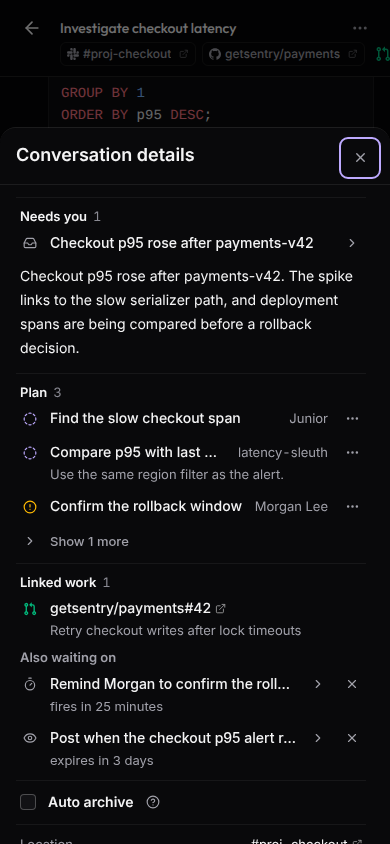 Investigate checkout latency
#proj-checkout
getsentry/payments
GROUP BY 1
ORDER BY p95 DESC;
Conversation details
Needs you 1
Checkout p95 rose after payments-v42
Checkout p95 rose after payments-v42. The spike
links to the slow serializer path, and deployment
spans are being compared before a rollback
decision.
Plan 3
Find the slow checkout span Junior
Compare p95 with last ... latency-sleuth
Use the same region filter as the alert.
Confirm the rollback window Morgan Lee
Show 1 more
Linked work 1
getsentry/payments#42
Retry checkout writes after lock timeouts
Also waiting on
Remind Morgan to confirm the roll...
fires in 25 minutes
Post when the checkout p95 alert r...
expires in 3 days
Auto archive
Location #proj-checkout